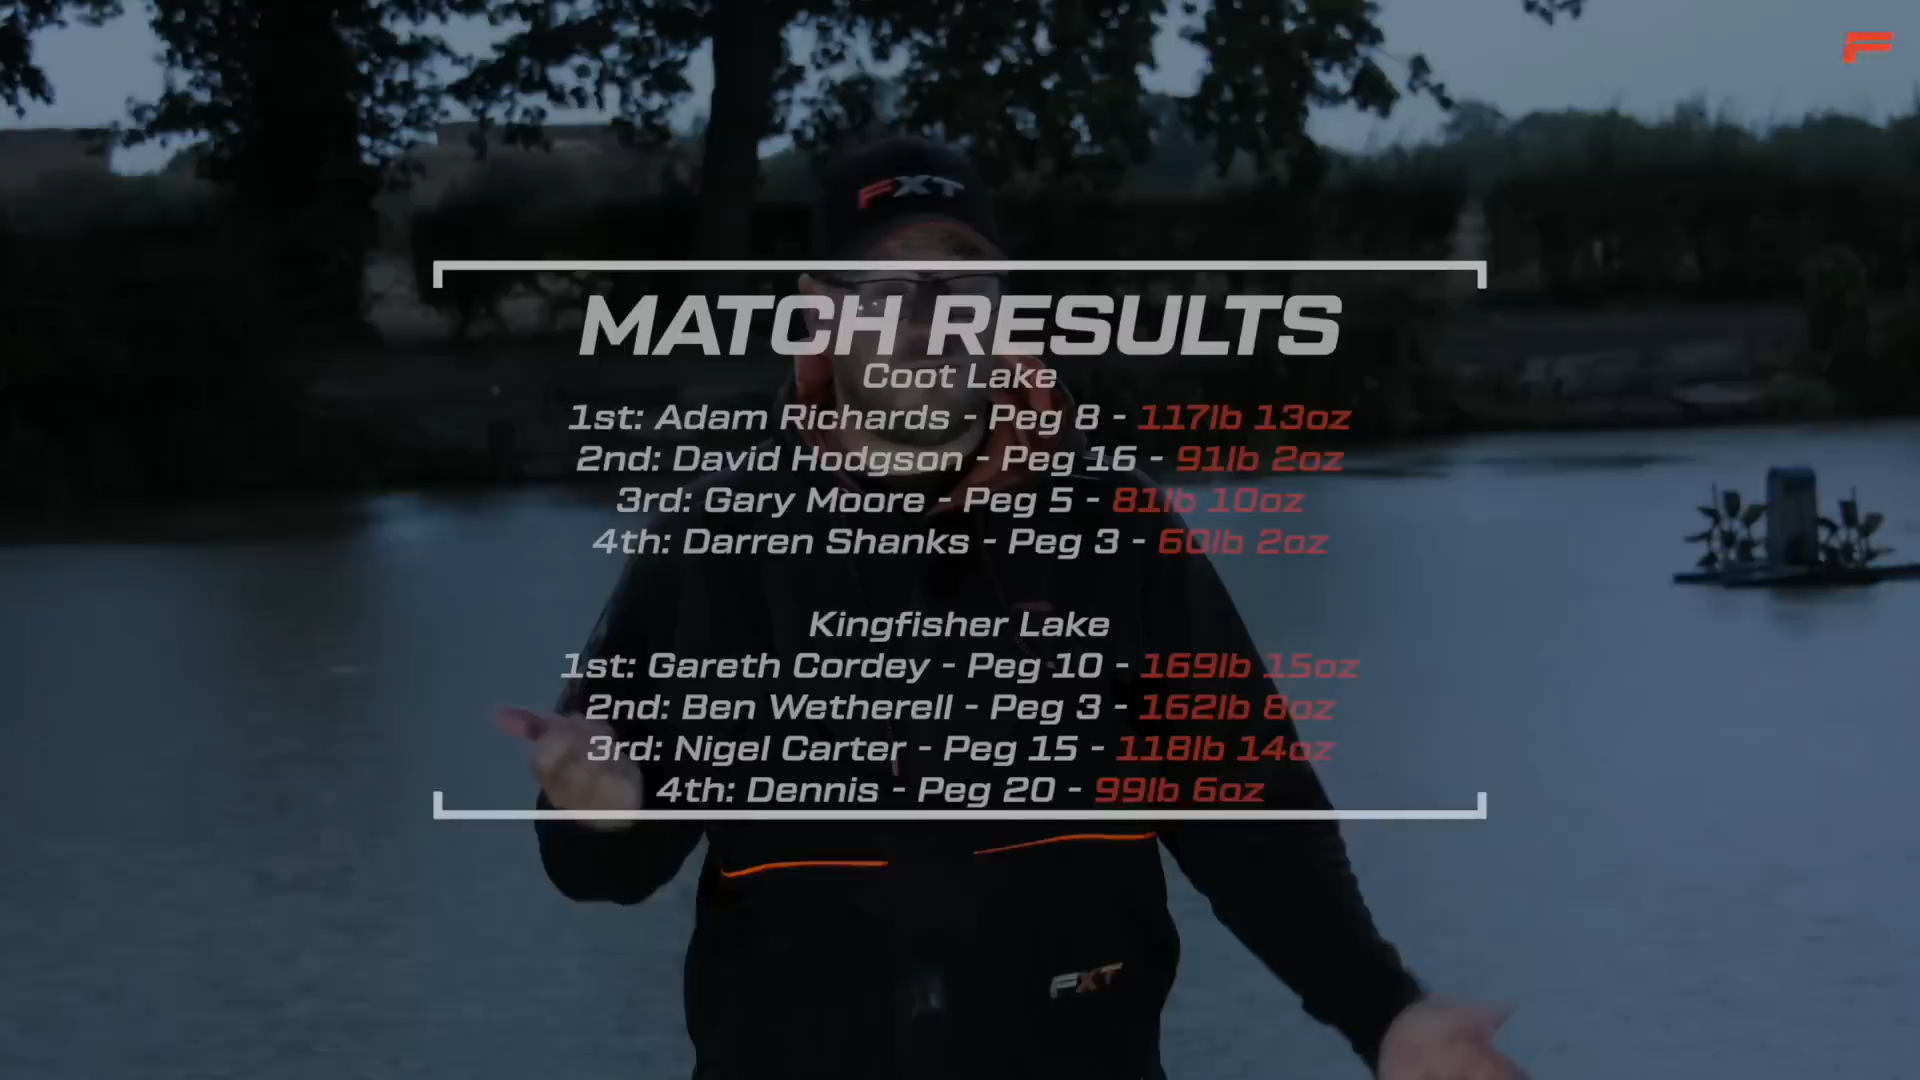 FXT
MATCH RESULTS
Coot Lake
1st: Adam Richards - Peg 8 - 117lb 13oz
2nd: David Hodgson - Peg 16 - 91lb 2oz
3rd: Gary Moore - Peg 5 - 81lb 10oz
4th: Darren Shanks - Peg 3 - 60lb 2oz
Kingfisher Lake
1st: Gareth Cordey - Peg 10 - 169lb 15oz
2nd: Ben Wetherell - Peg 3 - 162lb 8oz
3rd: Nigel Carter - Peg 15 - 118lb 14oz
4th: Dennis - Peg 20 - 99lb 6oz
FXT